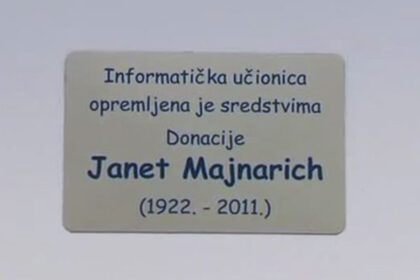 Informatička učionica
opremljena je sredstvima
Donacije
Janet Majnarich
(1922. - 2011.)